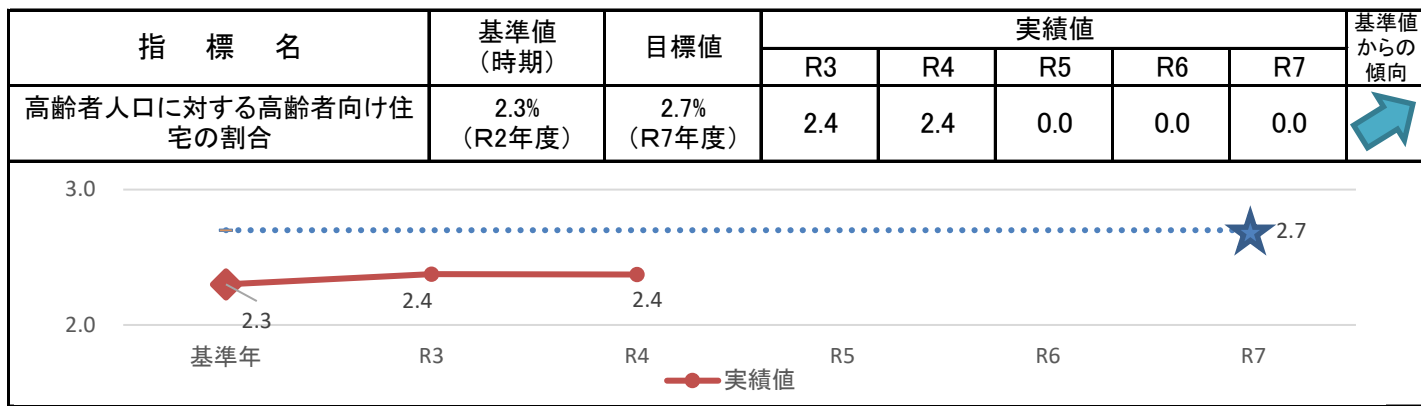 指 標 名 基準値 (時期) 目標値 実績値 基準値からの傾向
R3 R4 R5 R6 R7
高齢者人口に対する高齢者向け住 2.3% 2.7% 2.4 2.4 0.0 0.0 0.0
宅の割合 (R2年度) (R7年度)
3.0
2.7
2.4 2.4
2.3
2.0
基準年 R3 R4 R5 R6 R7
実績値